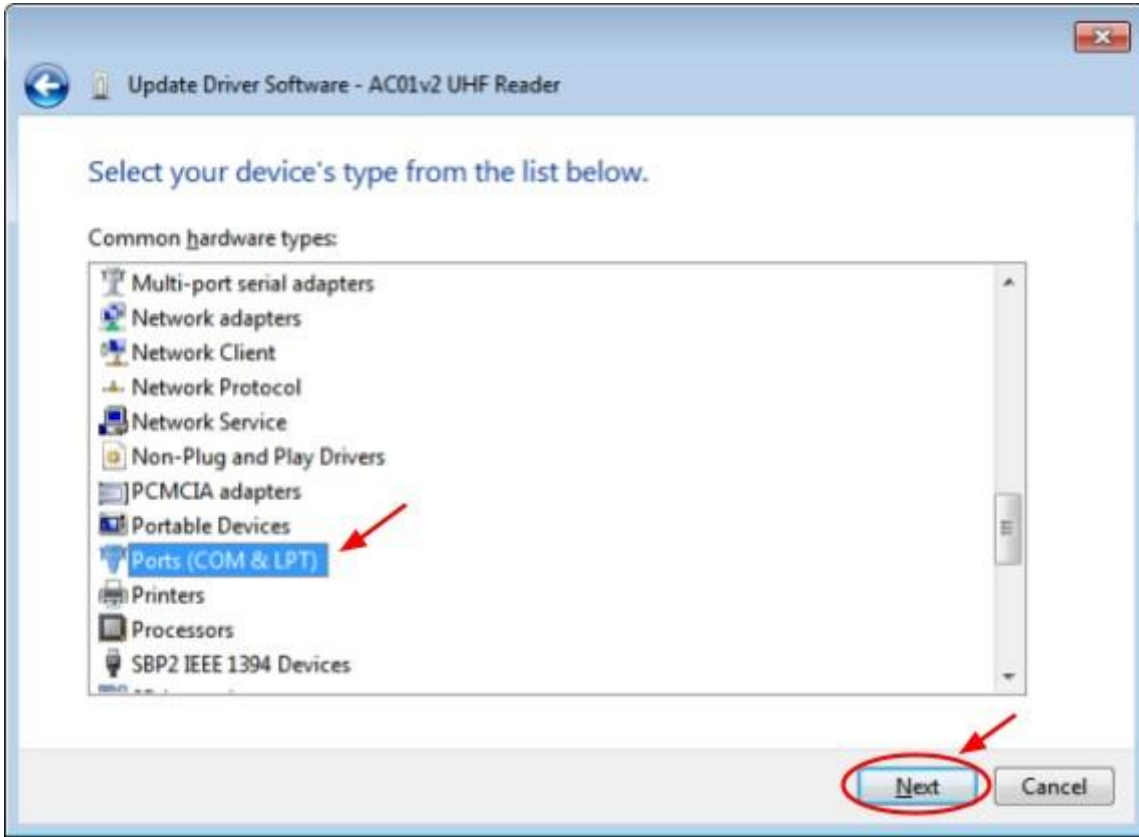 Update Driver Software - AC01v2 UHF Reader
Select your device's type from the list below.
Common hardware types:
Multi-port serial adapters
Network adapters
Network Client
Network Protocol
Network Service
Non-Plug and Play Drivers
PCMCIA adapters
Portable Devices
Ports (COM & LPT)
Printers
Processors
SBP2 IEEE 1394 Devices
Next Cancel